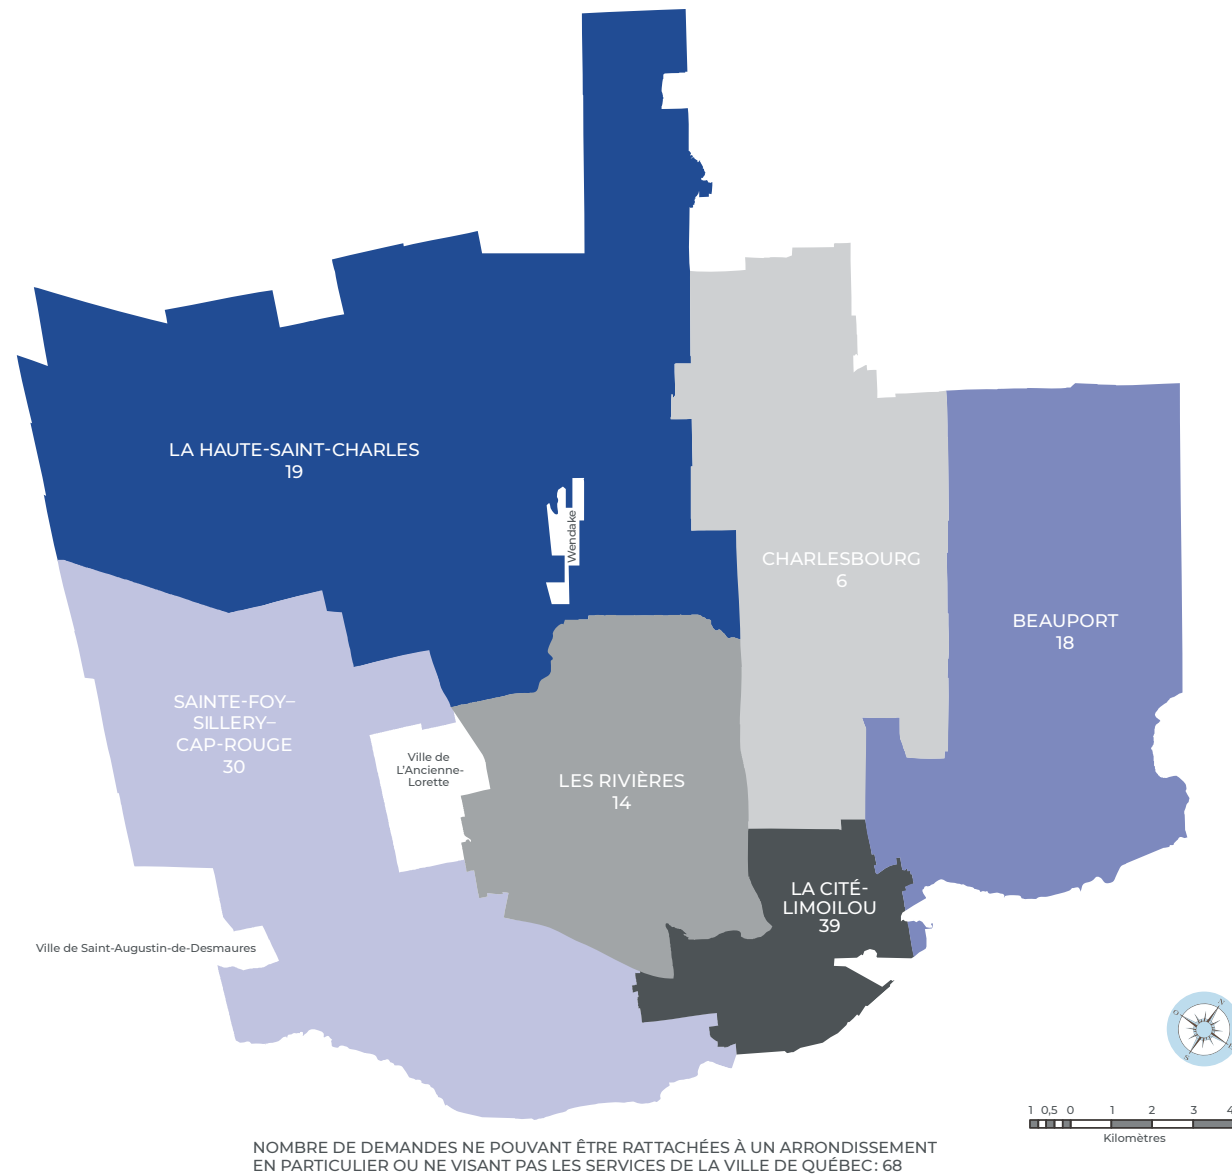 LA HAUTE-SAINT-CHARLES
19
Wendake
CHARLESBOURG
6
BEAUPORT
18
SAINTE-FOY–
SILLERY–
CAP-ROUGE
30
Ville de
L'Ancienne-
Lorette
LES RIVIÈRES
14
LA CITÉ-
LIMOILOU
39
Ville de Saint-Augustin-de-Desmaures
N
O
E
S
1 0,5 0 1 2 3 4
Kilomètres
NOMBRE DE DEMANDES NE POUVANT ÊTRE RATTACHÉES À UN ARRONDISSEMENT
EN PARTICULIER OU NE VISANT PAS LES SERVICES DE LA VILLE DE QUÉBEC : 68